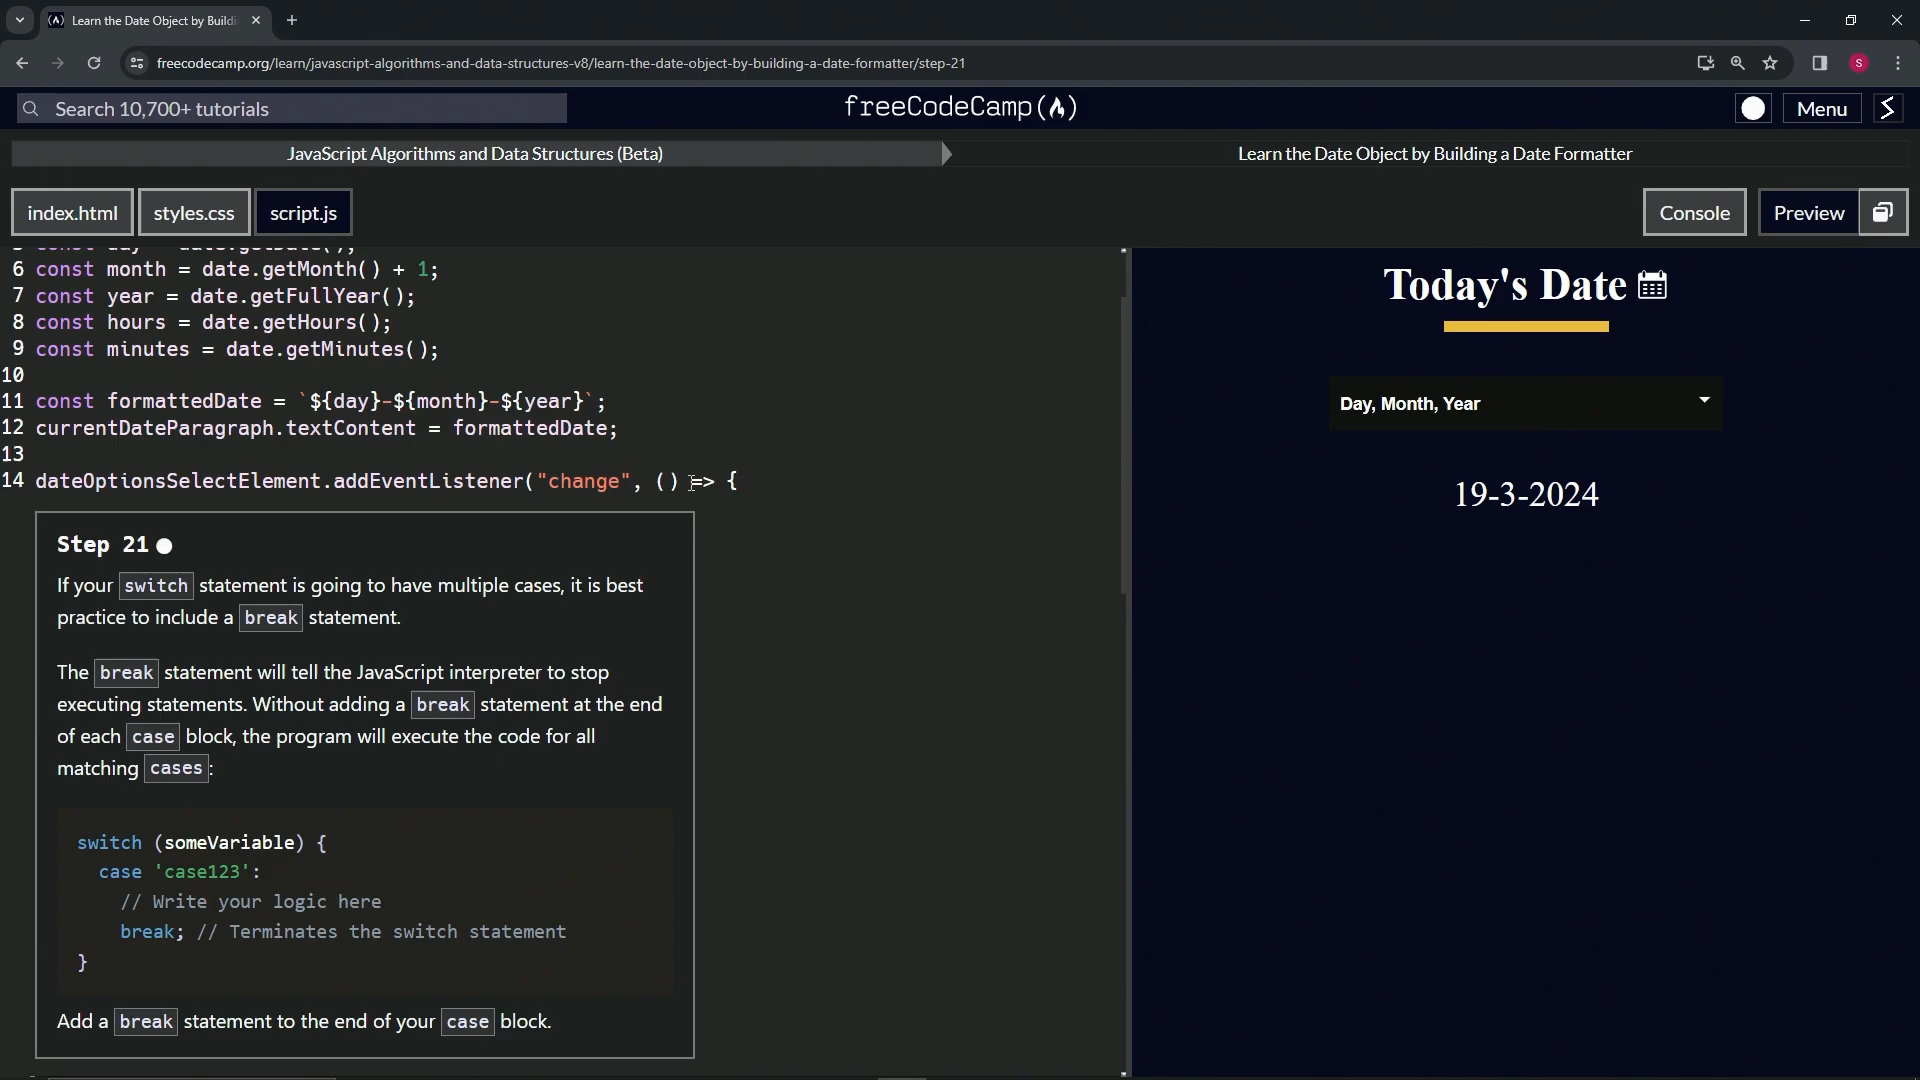 Learn the Date Object by Buildi
freecodecamp.org/learn/javascript-algorithms-and-data-structures-v8/learn-the-date-object-by-building-a-date-formatter/step-21
S
Search 10,700+ tutorials
freeCodeCamp
Menu
JavaScript Algorithms and Data Structures (Beta)
Learn the Date Object by Building a Date Formatter
index.html
styles.css
script.js
Console
Preview
5 const day = date.getDate();
6 const month = date.getMonth() + 1;
7 const year = date.getFullYear();
8 const hours = date.getHours();
9 const minutes = date.getMinutes();
10
11 const formattedDate = `${day}-${month}-${year}`;
12 currentDateParagraph.textContent = formattedDate;
13
14 dateOptionsSelectElement.addEventListener("change", () => {
Step 21
If your switch statement is going to have multiple cases, it is best
practice to include a break statement.
The break statement will tell the JavaScript interpreter to stop
executing statements. Without adding a break statement at the end
of each case block, the program will execute the code for all
matching cases:
switch (someVariable) {
case 'case123':
// Write your logic here
break; // Terminates the switch statement
}
Add a break statement to the end of your case block.
Today's Date
Day, Month, Year
19-3-2024